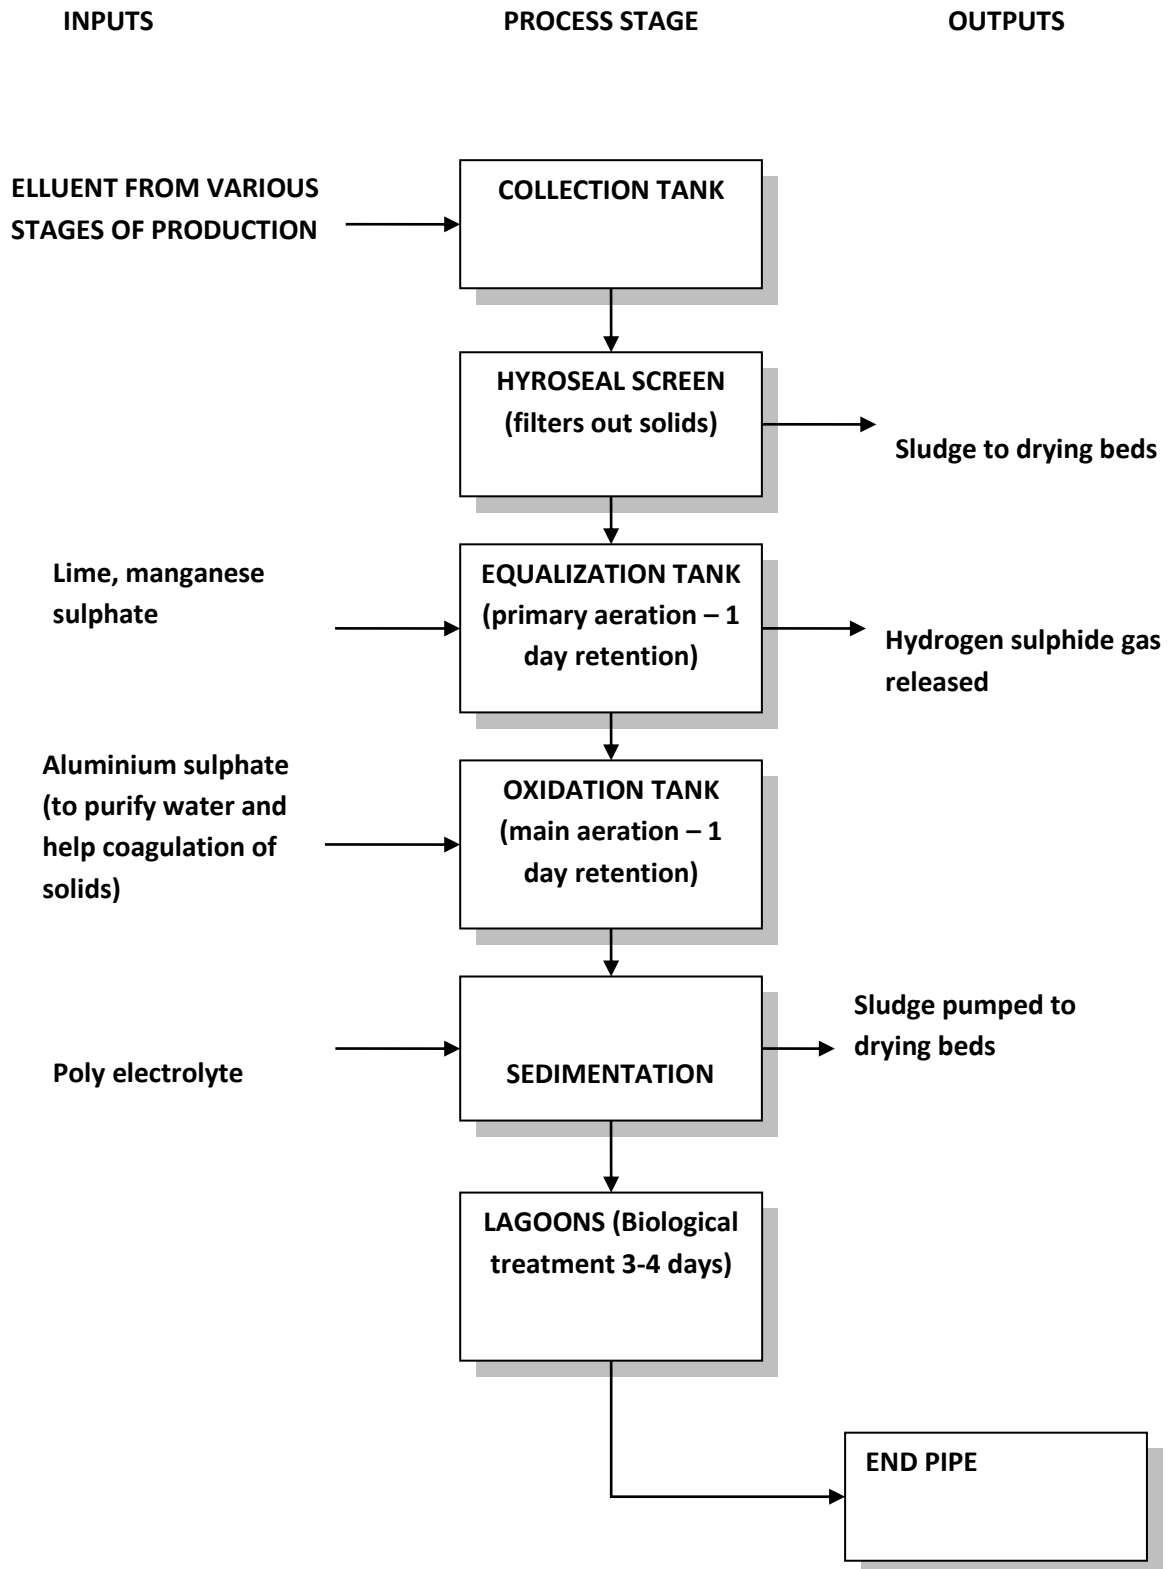 INPUTS
PROCESS STAGE
OUTPUTS
ELLUENT FROM VARIOUS
STAGES OF PRODUCTION
COLLECTION TANK
HYROSEAL SCREEN
(filters out solids)
Sludge to drying beds
Lime, manganese
sulphate
EQUALIZATION TANK
(primary aeration – 1
day retention)
Hydrogen sulphide gas
released
Aluminium sulphate
(to purify water and
help coagulation of
solids)
OXIDATION TANK
(main aeration – 1
day retention)
Poly electrolyte
SEDIMENTATION
Sludge pumped to
drying beds
LAGOONS (Biological
treatment 3-4 days)
END PIPE